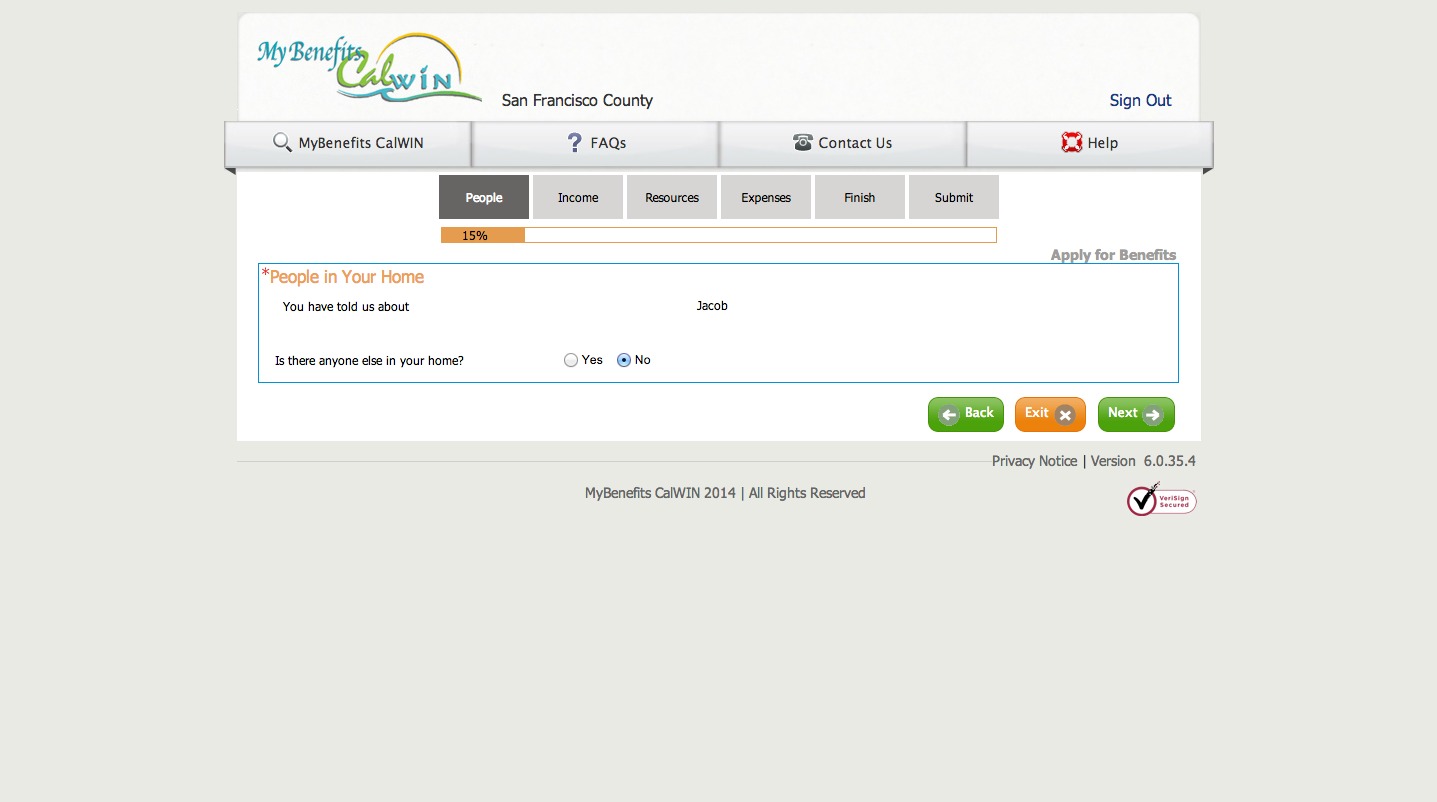 My Benefits
CalWIN
San Francisco County
Sign Out
MyBenefits CalWIN
? FAQs
Contact Us
Help
People
Income
Resources
Expenses
Finish
Submit
15%
Apply for Benefits
*People in Your Home
You have told us about
Jacob
Is there anyone else in your home?
Yes
No
Back
Exit
Next
Privacy Notice | Version 6.0.35.4
MyBenefits CalWIN 2014 | All Rights Reserved
VeriSign
Secured